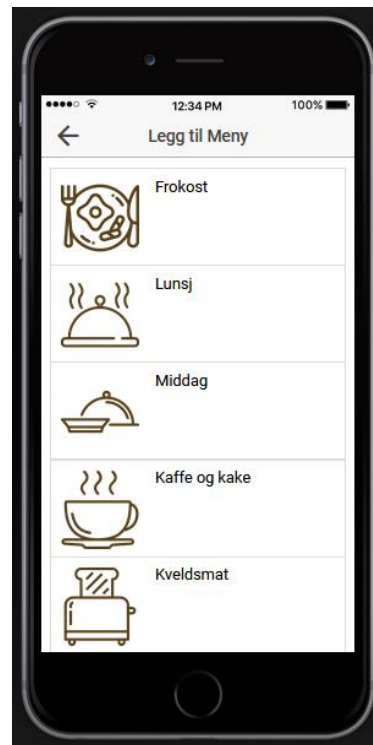 12:34 PM 100%
Legg til Meny
Frokost
Lunsj
Middag
Kaffe og kake
Kveldsmat